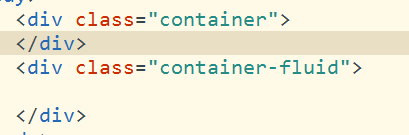 <div class="container">
</div>
<div class="container-fluid">
</div>